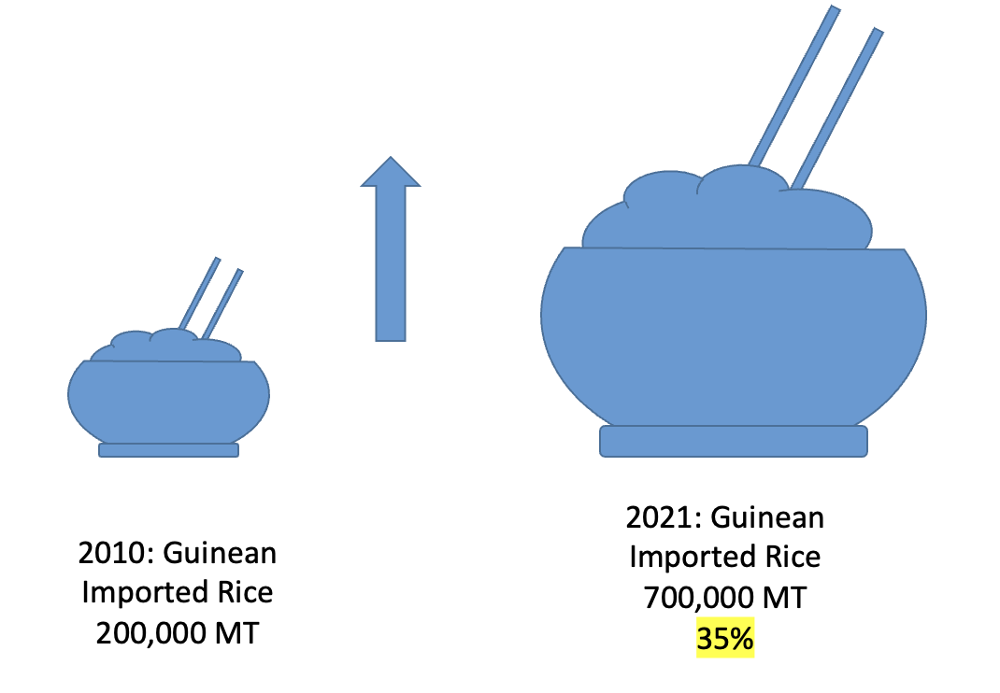 2010: Guinean
Imported Rice
200,000 MT
2021: Guinean
Imported Rice
700,000 MT
35%